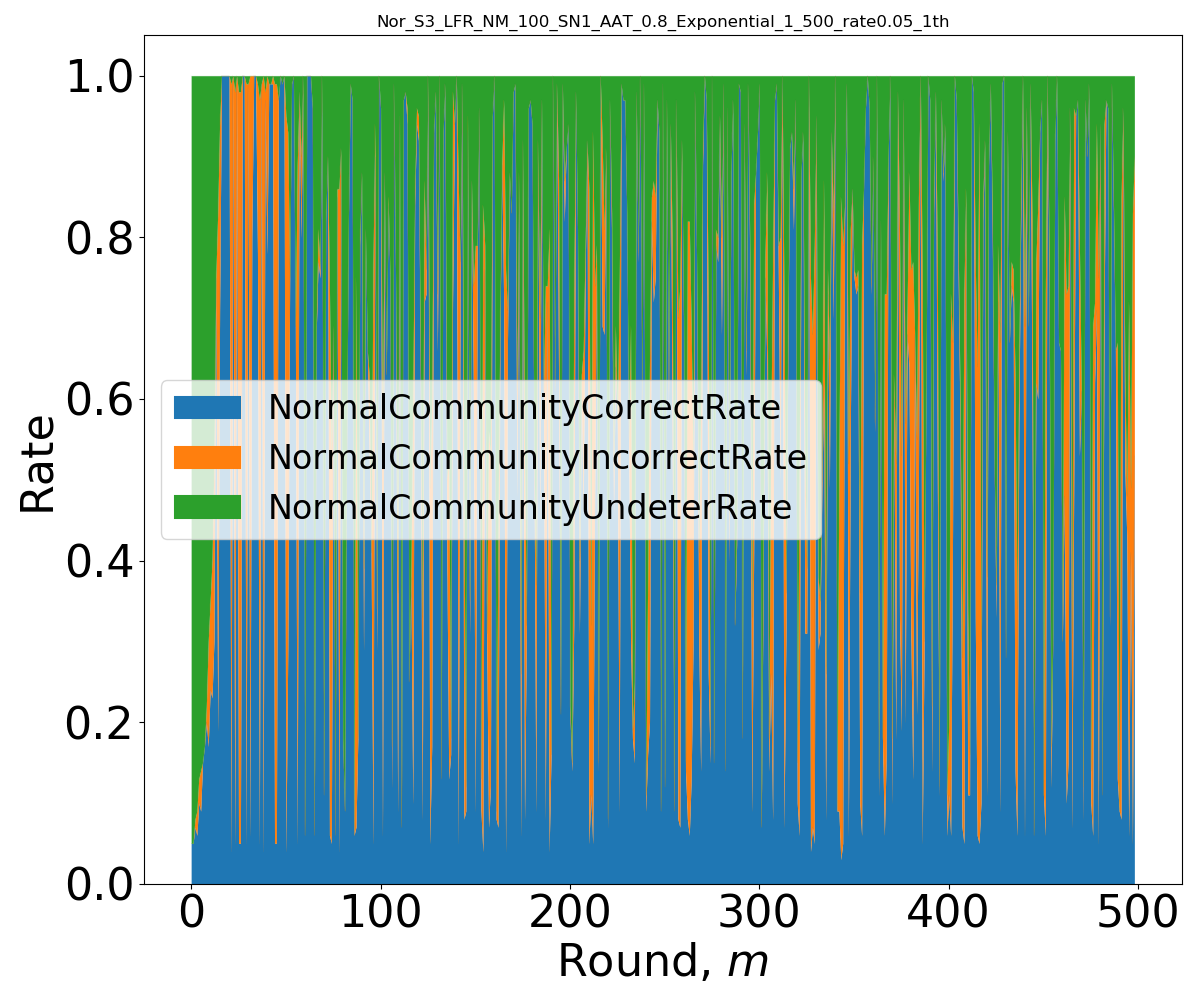 Nor_S3_LFR_NM_100_SN1_AAT_0.8_Exponential_1_500_rate0.05_1th
1.0
0.8
0.6
0.4
0.2
0.0
Rate
NormalCommunityCorrectRate
NormalCommunityIncorrectRate
NormalCommunityUndeterRate
0 100 200 300 400 500
Round, m